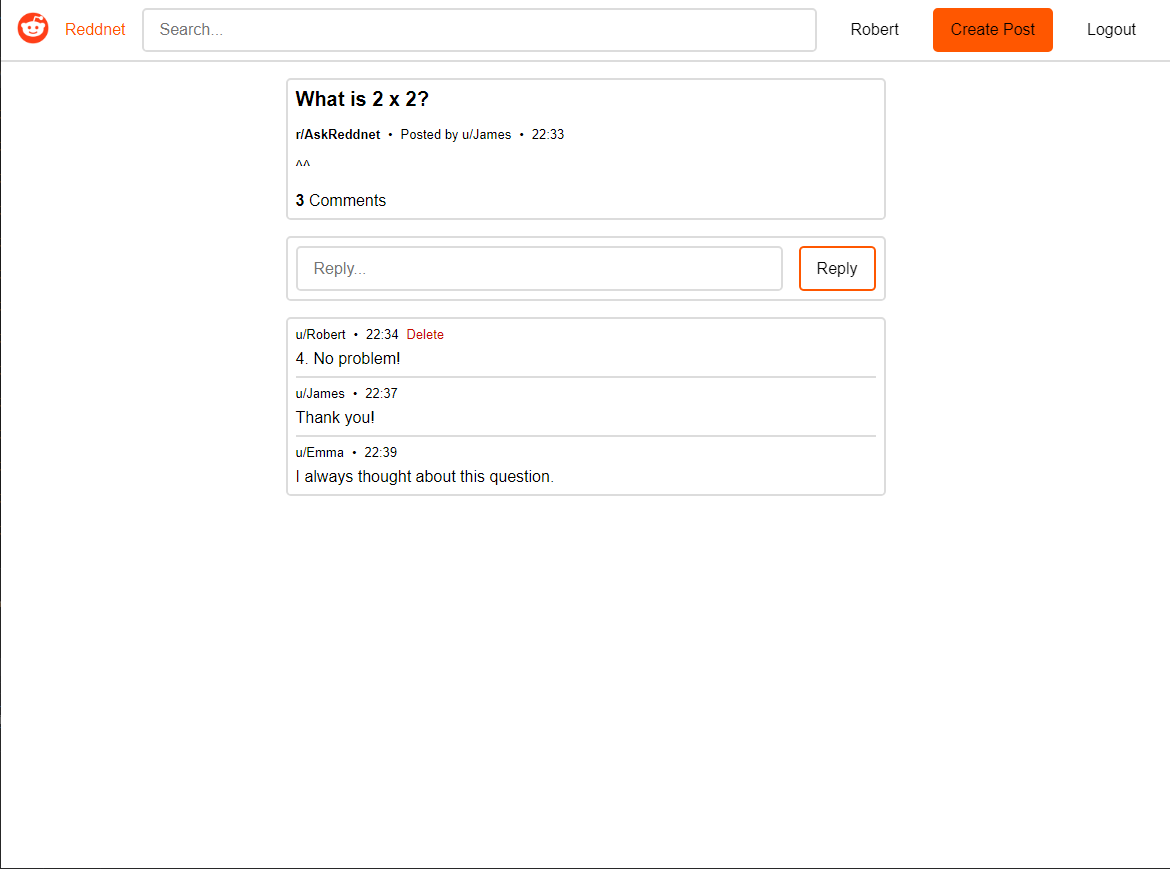 Reddnet Search... Robert Create Post Logout
What is 2 x 2?
r/AskReddnet • Posted by u/James • 22:33
^^
3 Comments
Reply... Reply
u/Robert • 22:34 Delete
4. No problem!
u/James • 22:37
Thank you!
u/Emma • 22:39
I always thought about this question.